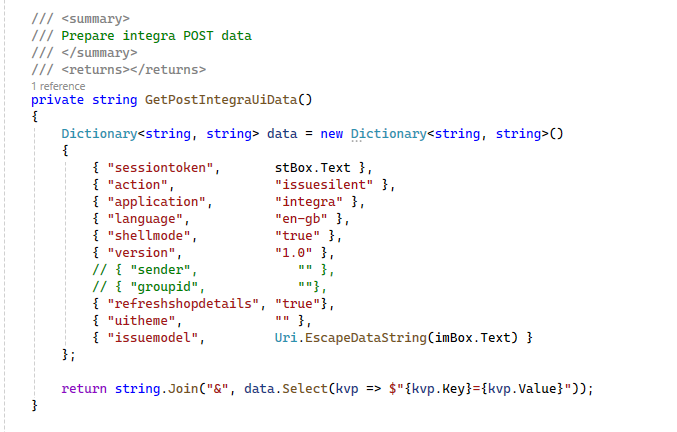 /// <summary>
/// Prepare integra POST data
/// </summary>
/// <returns></returns>
1 reference
private string GetPostIntegraUiData()
{
    Dictionary<string, string> data = new Dictionary<string, string>()
    {
        { "sessiontoken",       stBox.Text },
        { "action",             "issuesilent" },
        { "application",        "integra" },
        { "language",           "en-gb" },
        { "shellmode",          "true" },
        { "version",            "1.0" },
        // { "sender",             "" },
        // { "groupid",            ""},
        { "refreshshopdetails", "true"},
        { "uitheme",            "" },
        { "issuemodel",         Uri.EscapeDataString(imBox.Text) }
    };

    return string.Join("&", data.Select(kvp => $"{kvp.Key}={kvp.Value}"));
}